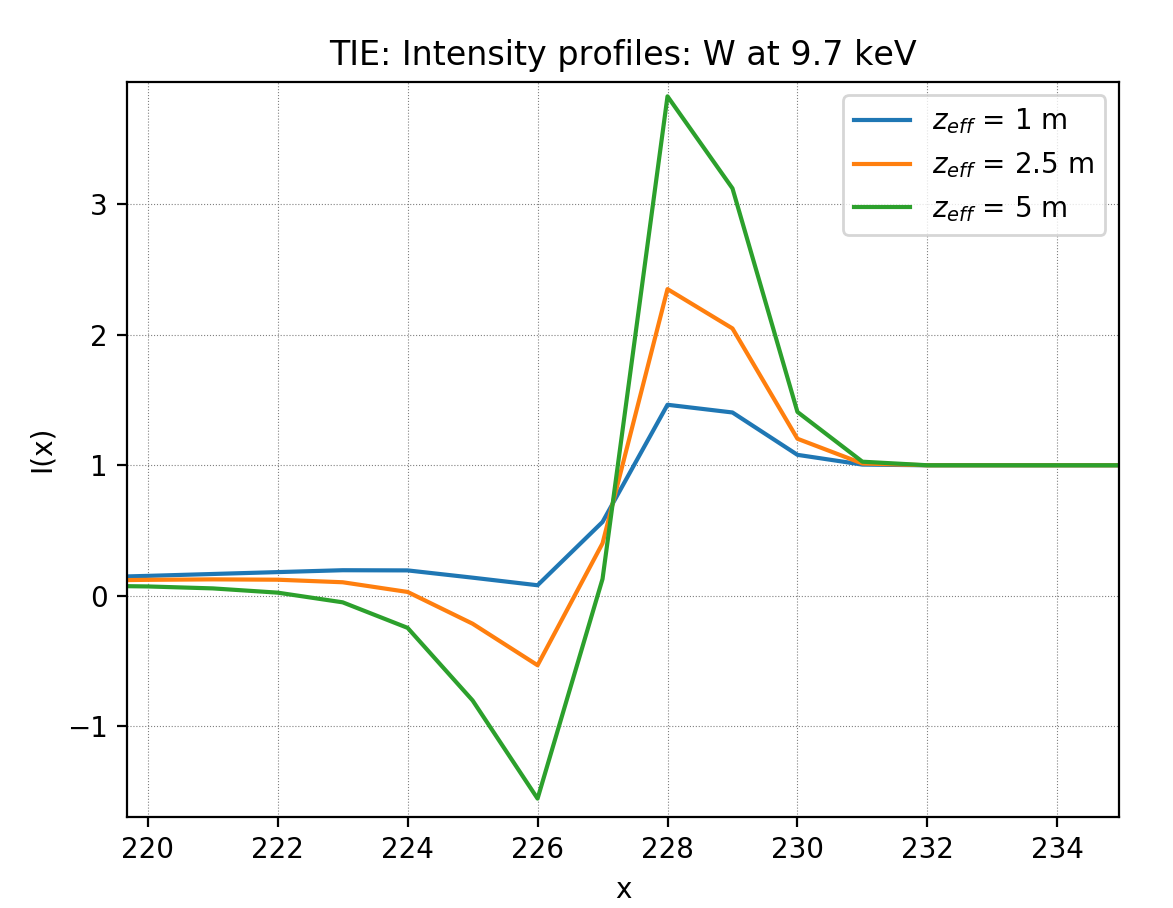 TIE: Intensity profiles: W at 9.7 keV
z_eff = 1 m
z_eff = 2.5 m
z_eff = 5 m
I(x)
3
2
1
0
−1
220 222 224 226 228 230 232 234
x